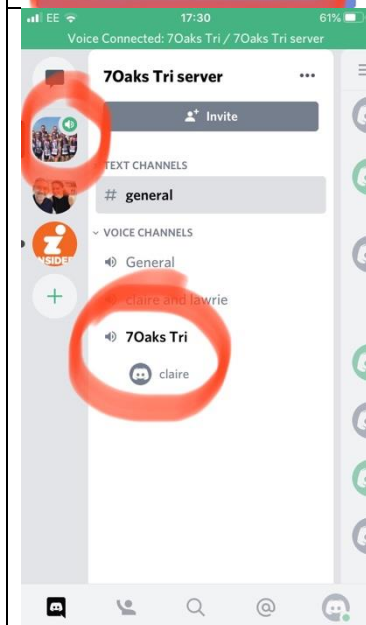 EE 17:30 61%
Voice Connected: 7Oaks Tri / 7Oaks Tri server
7Oaks Tri server ...
Invite
TEXT CHANNELS
# general
VOICE CHANNELS
General
claire and lawrie
7Oaks Tri
claire
Z
INSIDER
+
@